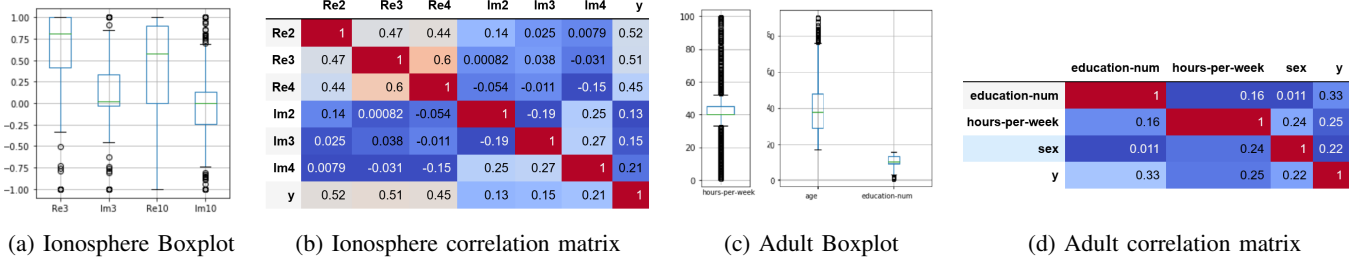 1.00
0.75
0.50
0.25
0.00
−0.25
−0.50
−0.75
−1.00
Re3 Im3 Re10 Im10
Re2 Re3 Re4 Im2 Im3 Im4 y
Re2 1 0.47 0.44 0.14 0.025 0.0079 0.52
Re3 0.47 1 0.6 0.00082 0.038 -0.031 0.51
Re4 0.44 0.6 1 -0.054 -0.011 -0.15 0.45
Im2 0.14 0.00082 -0.054 1 -0.19 0.25 0.13
Im3 0.025 0.038 -0.011 -0.19 1 0.27 0.15
Im4 0.0079 -0.031 -0.15 0.25 0.27 1 0.21
y 0.52 0.51 0.45 0.13 0.15 0.21 1
100
80
60
40
20
0
hours-per-week
80
60
40
20
0
age education-num
education-num hours-per-week sex y
education-num 1 0.16 0.011 0.33
hours-per-week 0.16 1 0.24 0.25
sex 0.011 0.24 1 0.22
y 0.33 0.25 0.22 1
(a) Ionosphere Boxplot
(b) Ionosphere correlation matrix
(c) Adult Boxplot
(d) Adult correlation matrix